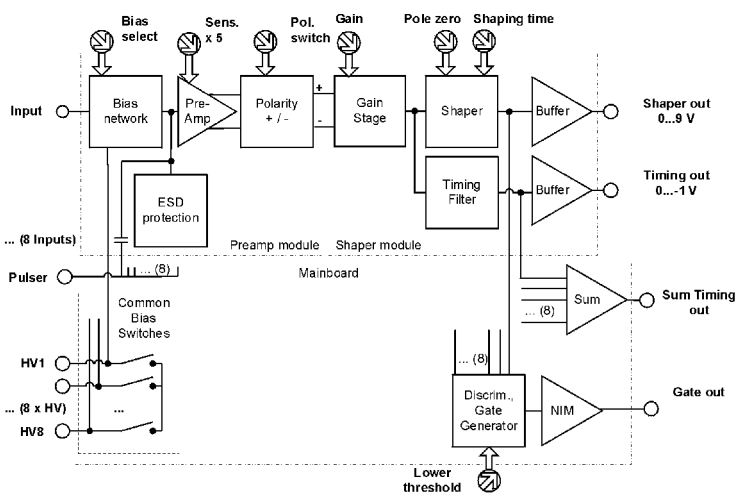 Bias
select
Sens.
x 5
Pol.
switch
Gain
Pole zero
Shaping time
Input
Bias
network
Pre-
Amp
Polarity
+ / -
+
-
Gain
Stage
Shaper
Buffer
Shaper out
0...9 V
ESD
protection
Timing
Filter
Buffer
Timing out
0...-1 V
... (8 Inputs)
Preamp module
Shaper module
Pulser
... (8)
Mainboard
Common
Bias
Switches
Sum
... (8)
Sum Timing
out
HV1
... (8 x HV)
...
HV8
... (8)
Discrim.,
Gate
Generator
NIM
Gate out
Lower
threshold